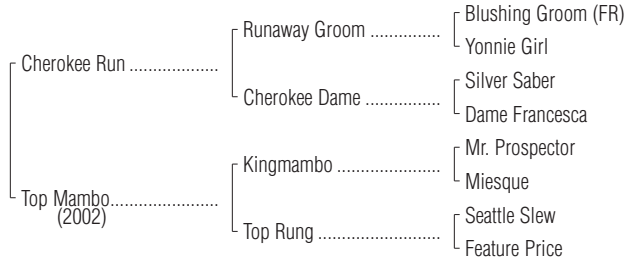 Blushing Groom (FR)
Runaway Groom ...............
Yonnie Girl
Cherokee Run ...................
Silver Saber
Cherokee Dame ................
Dame Francesca
Mr. Prospector
Kingmambo ......................
Miesque
Top Mambo.......................
(2002)
Seattle Slew
Top Rung ..........................
Feature Price